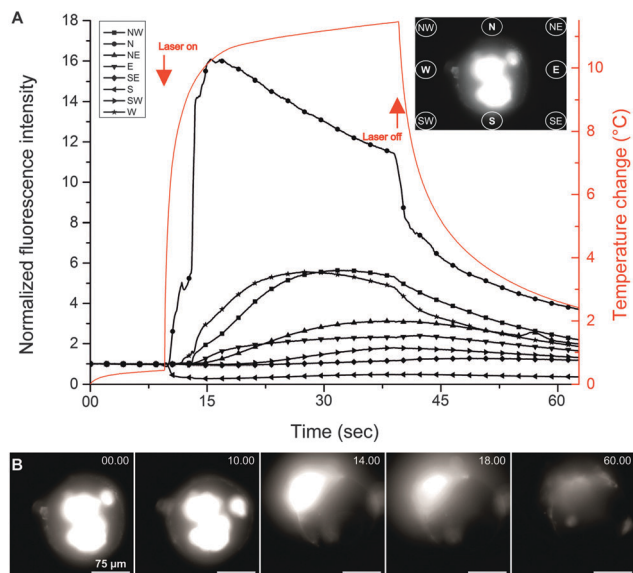 A
Normalized fluorescence intensity
18
16
14
12
10
8
6
4
2
0
NW
N
NE
E
SE
S
SW
W
Laser on
Laser off
NW N NE
W E
SW S SE
10
8
6
4
2
0
Temperature change (°C)
00 15 30 45 60
Time (sec)
B
00.00 10.00 14.00 18.00 60.00
75 µm